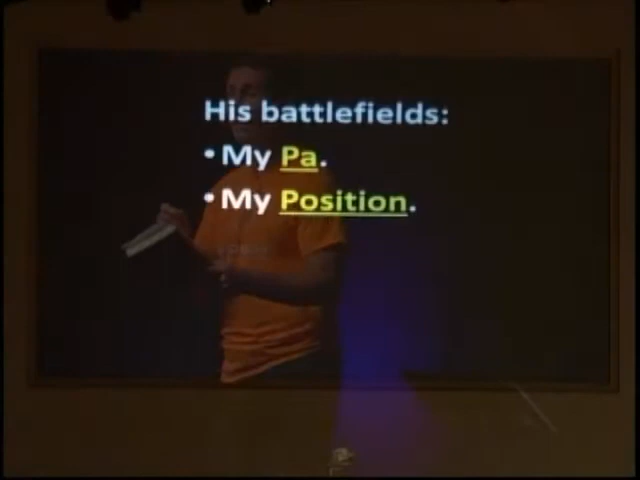 His battlefields:
• My Pa.
• My Position.